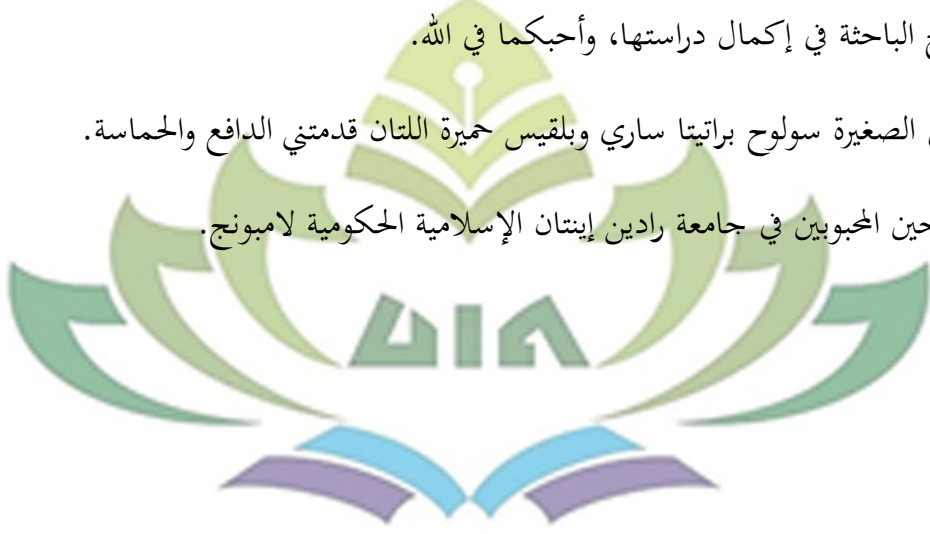 الباحثة في إكمال دراستها، وأحبكما في الله.
الصغيرة سولوح براتيتا ساري وبلقيس حميرة اللتان قدمتني الدافع والحماسة.
المحبوبين في جامعة رادين إينتان الإسلامية الحكومية لامبونج.